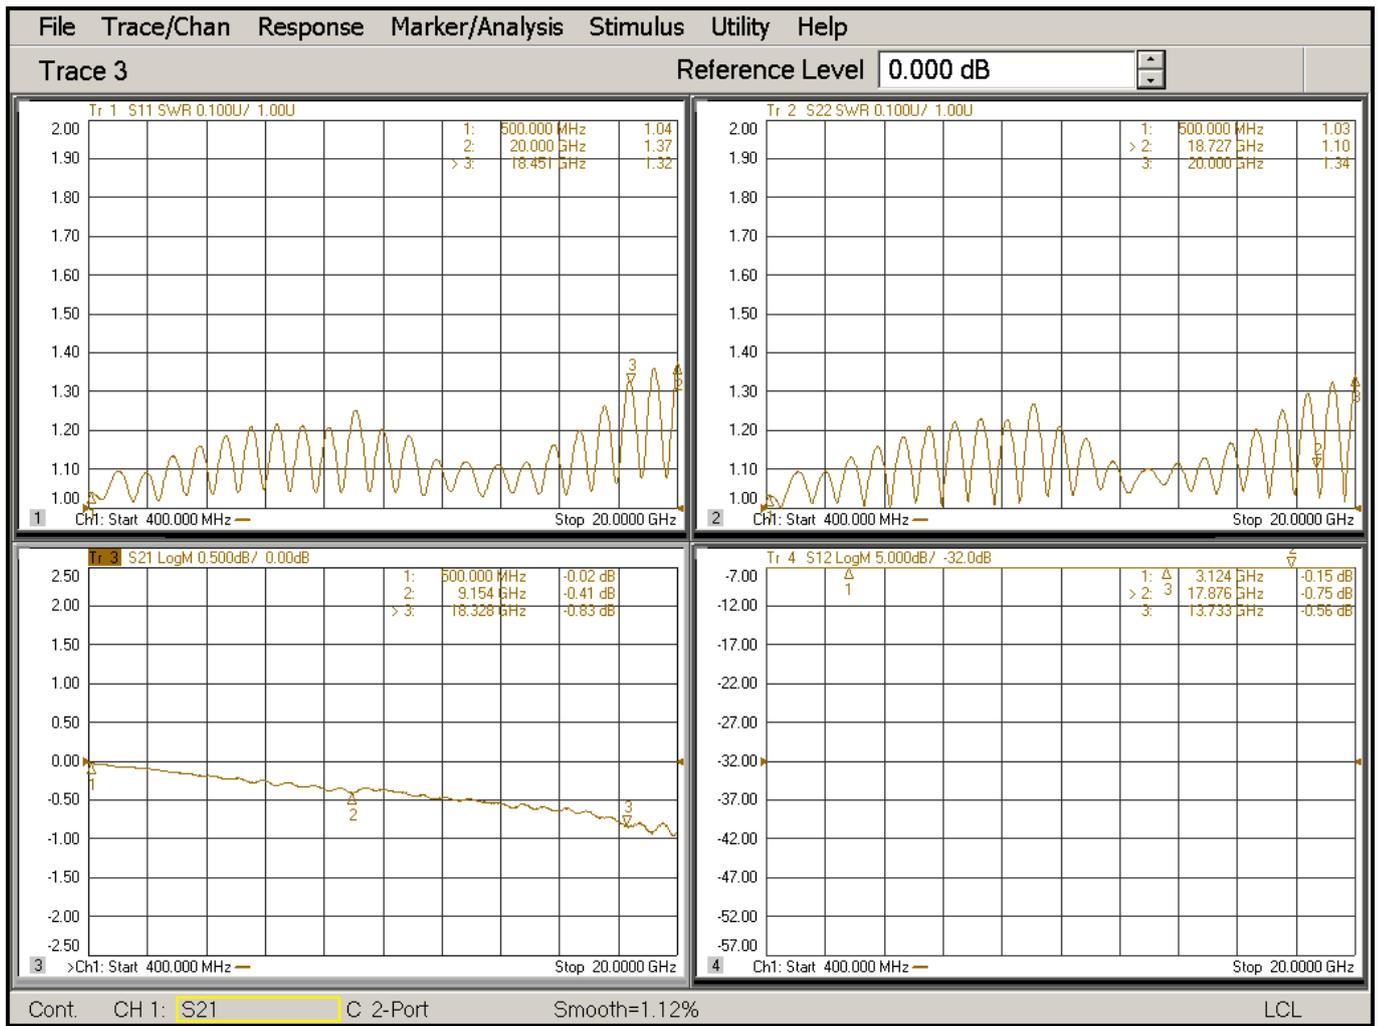 File Trace/Chan Response Marker/Analysis Stimulus Utility Help
Trace 3 Reference Level 0.000 dB
Tr 1 S11 SWR 0.100U/ 1.00U
2.00
1.90
1.80
1.70
1.60
1.50
1.40
1.30
1.20
1.10
1.00
1: 500.000 MHz 1.04
2: 20.000 GHz 1.37
> 3: 18.451 GHz 1.32
3
2
1
1 Ch1: Start 400.000 MHz Stop 20.0000 GHz
Tr 2 S22 SWR 0.100U/ 1.00U
2.00
1.90
1.80
1.70
1.60
1.50
1.40
1.30
1.20
1.10
1.00
1: 500.000 MHz 1.03
> 2: 18.727 GHz 1.10
3: 20.000 GHz 1.34
3
2
1
2 Ch1: Start 400.000 MHz Stop 20.0000 GHz
Tr 3 S21 LogM 0.500dB/ 0.00dB
2.50
2.00
1.50
1.00
0.50
0.00
-0.50
-1.00
-1.50
-2.00
-2.50
1: 500.000 MHz -0.02 dB
2: 9.154 GHz -0.41 dB
> 3: 18.328 GHz -0.83 dB
1
2
3
3 >Ch1: Start 400.000 MHz Stop 20.0000 GHz
Tr 4 S12 LogM 5.000dB/ -32.0dB
-7.00
-12.00
-17.00
-22.00
-27.00
-32.00
-37.00
-42.00
-47.00
-52.00
-57.00
1: 3.124 GHz -0.15 dB
> 2: 17.876 GHz -0.75 dB
3: 13.733 GHz -0.56 dB
1
3
2
4 Ch1: Start 400.000 MHz Stop 20.0000 GHz
Cont. CH 1: S21 C 2-Port Smooth=1.12% LCL